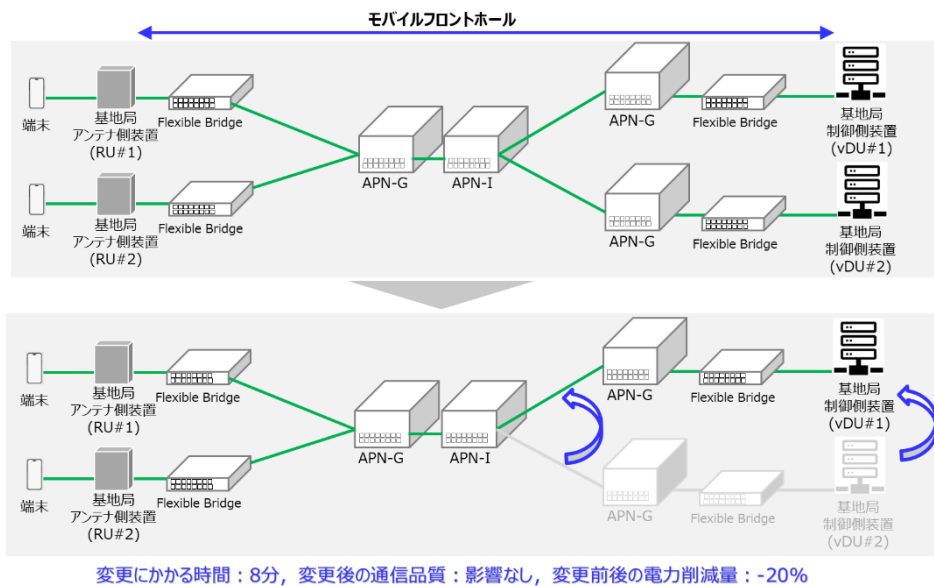 モバイルフロントホール
端末
基地局
アンテナ側装置
(RU#1)
Flexible Bridge
APN-G
APN-I
APN-G
Flexible Bridge
基地局
制御側装置
(vDU#1)
端末
基地局
アンテナ側装置
(RU#2)
Flexible Bridge
APN-G
Flexible Bridge
基地局
制御側装置
(vDU#2)
端末
基地局
アンテナ側装置
(RU#1)
Flexible Bridge
APN-G
APN-I
APN-G
Flexible Bridge
基地局
制御側装置
(vDU#1)
端末
基地局
アンテナ側装置
(RU#2)
Flexible Bridge
APN-G
Flexible Bridge
基地局
制御側装置
(vDU#2)
変更にかかる時間：8分，変更後の通信品質：影響なし，変更前後の電力削減量：-20%